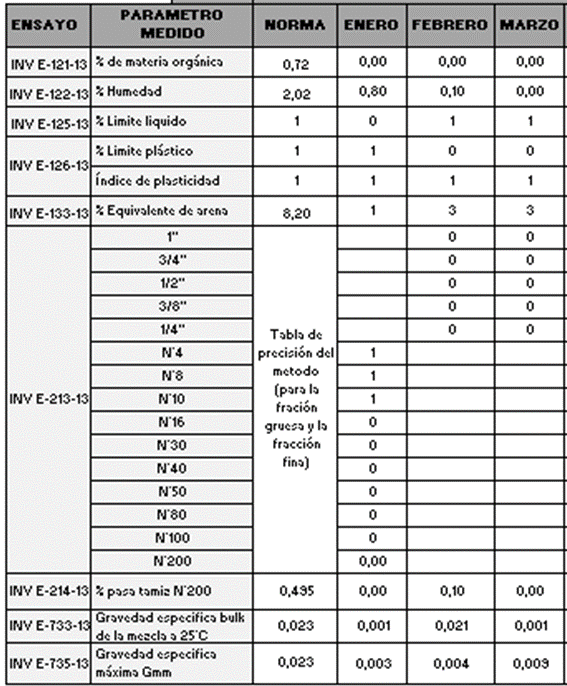 ENSAYO PARAMETRO MEDIDO NORMA ENERO FEBRERO MARZO
INV E-121-13 % de materia orgánica 0,72 0,00 0,00 0,00
INV E-122-13 % Humedad 2,02 0,80 0,10 0,00
INV E-125-13 % Limite liquido 1 0 1 1
INV E-126-13 % Limite plástico 1 1 0 0
Índice de plasticidad 1 1 1 1
INV E-133-13 % Equivalente de arena 8,20 1 3 3
INV E-213-13 Tabla de precisión del metodo (para la fración gruesa y la fracción fina)
1" 0 0
3/4" 0 0
1/2" 0 0
3/8" 0 0
1/4" 0 0
N°4 1
N°8 1
N°10 1
N°16 0
N°30 0
N°40 0
N°50 0
N°80 0
N°100 0
N°200 0,00
INV E-214-13 % pasa tamiz N°200 0,495 0,00 0,10 0,00
INV E-733-13 Gravedad especifica bulk de la mezcla a 25°C 0,023 0,001 0,021 0,001
INV E-735-13 Gravedad especifica máxima Gmm 0,023 0,003 0,004 0,009